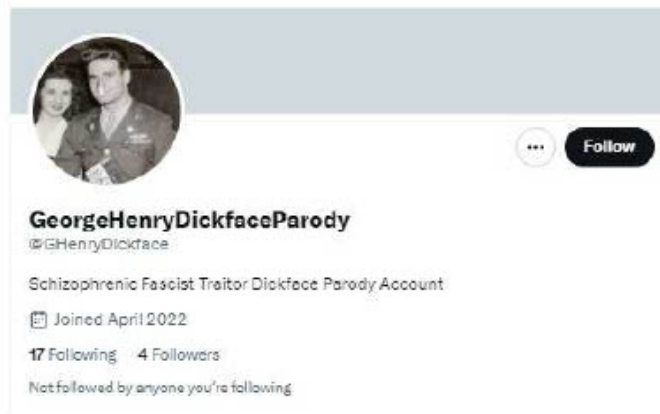 Follow
GeorgeHenryDickfaceParody
@GHenryDickface
Schizophrenic Fascist Traitor Dickface Parody Account
Joined April 2022
17 Following 4 Followers
Not followed by anyone you're following